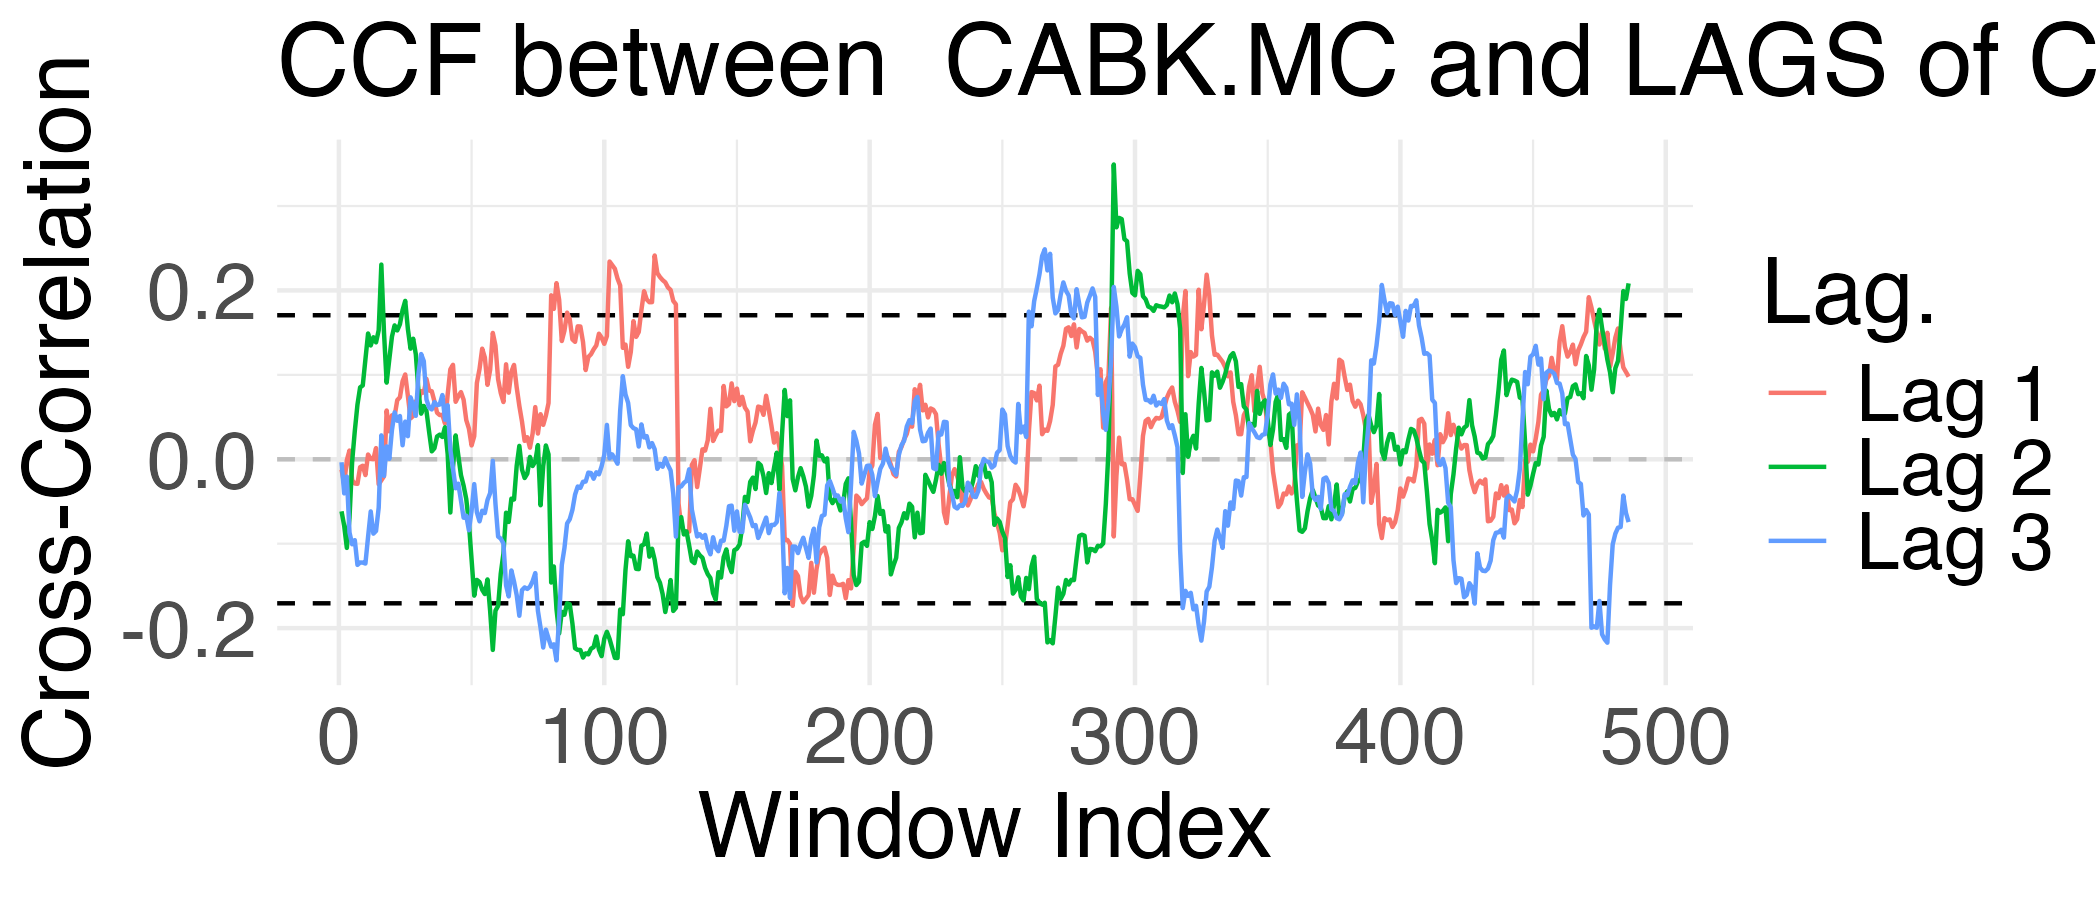 CCF between  CABK.MC and LAGS of C
Cross-Correlation
0.2
0.0
-0.2
0
100
200
300
400
500
Window Index
Lag.
Lag 1
Lag 2
Lag 3